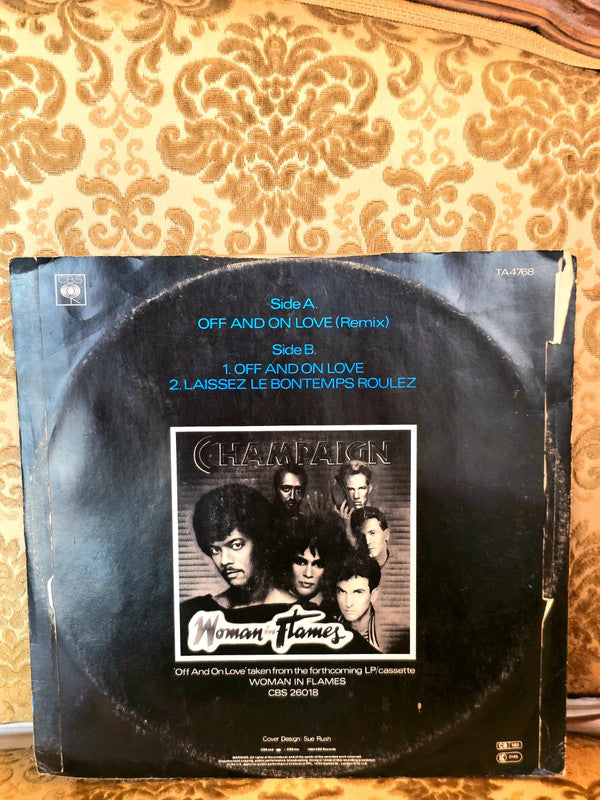 CBS
TA4768
Side A.
OFF AND ON LOVE (Remix)
Side B.
1. OFF AND ON LOVE
2. LAISSEZ LE BONTEMPS ROULEZ
CHAMPAIGN
Woman in Flames
'Off And On Love' taken from the forthcoming LP/cassette
WOMAN IN FLAMES
CBS 26018
Cover Design: Sue Rush